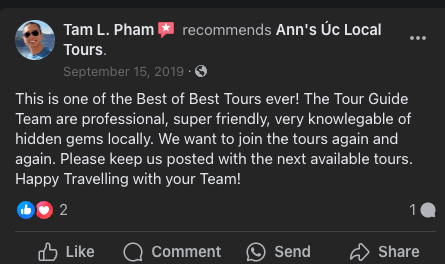 Tam L. Pham recommends Ann's Úc Local
Tours.
September 15, 2019 ·
This is one of the Best of Best Tours ever! The Tour Guide
Team are professional, super friendly, very knowlegable of
hidden gems locally. We want to join the tours again and
again. Please keep us posted with the next available tours.
Happy Travelling with your Team!
2
1
Like Comment Send Share